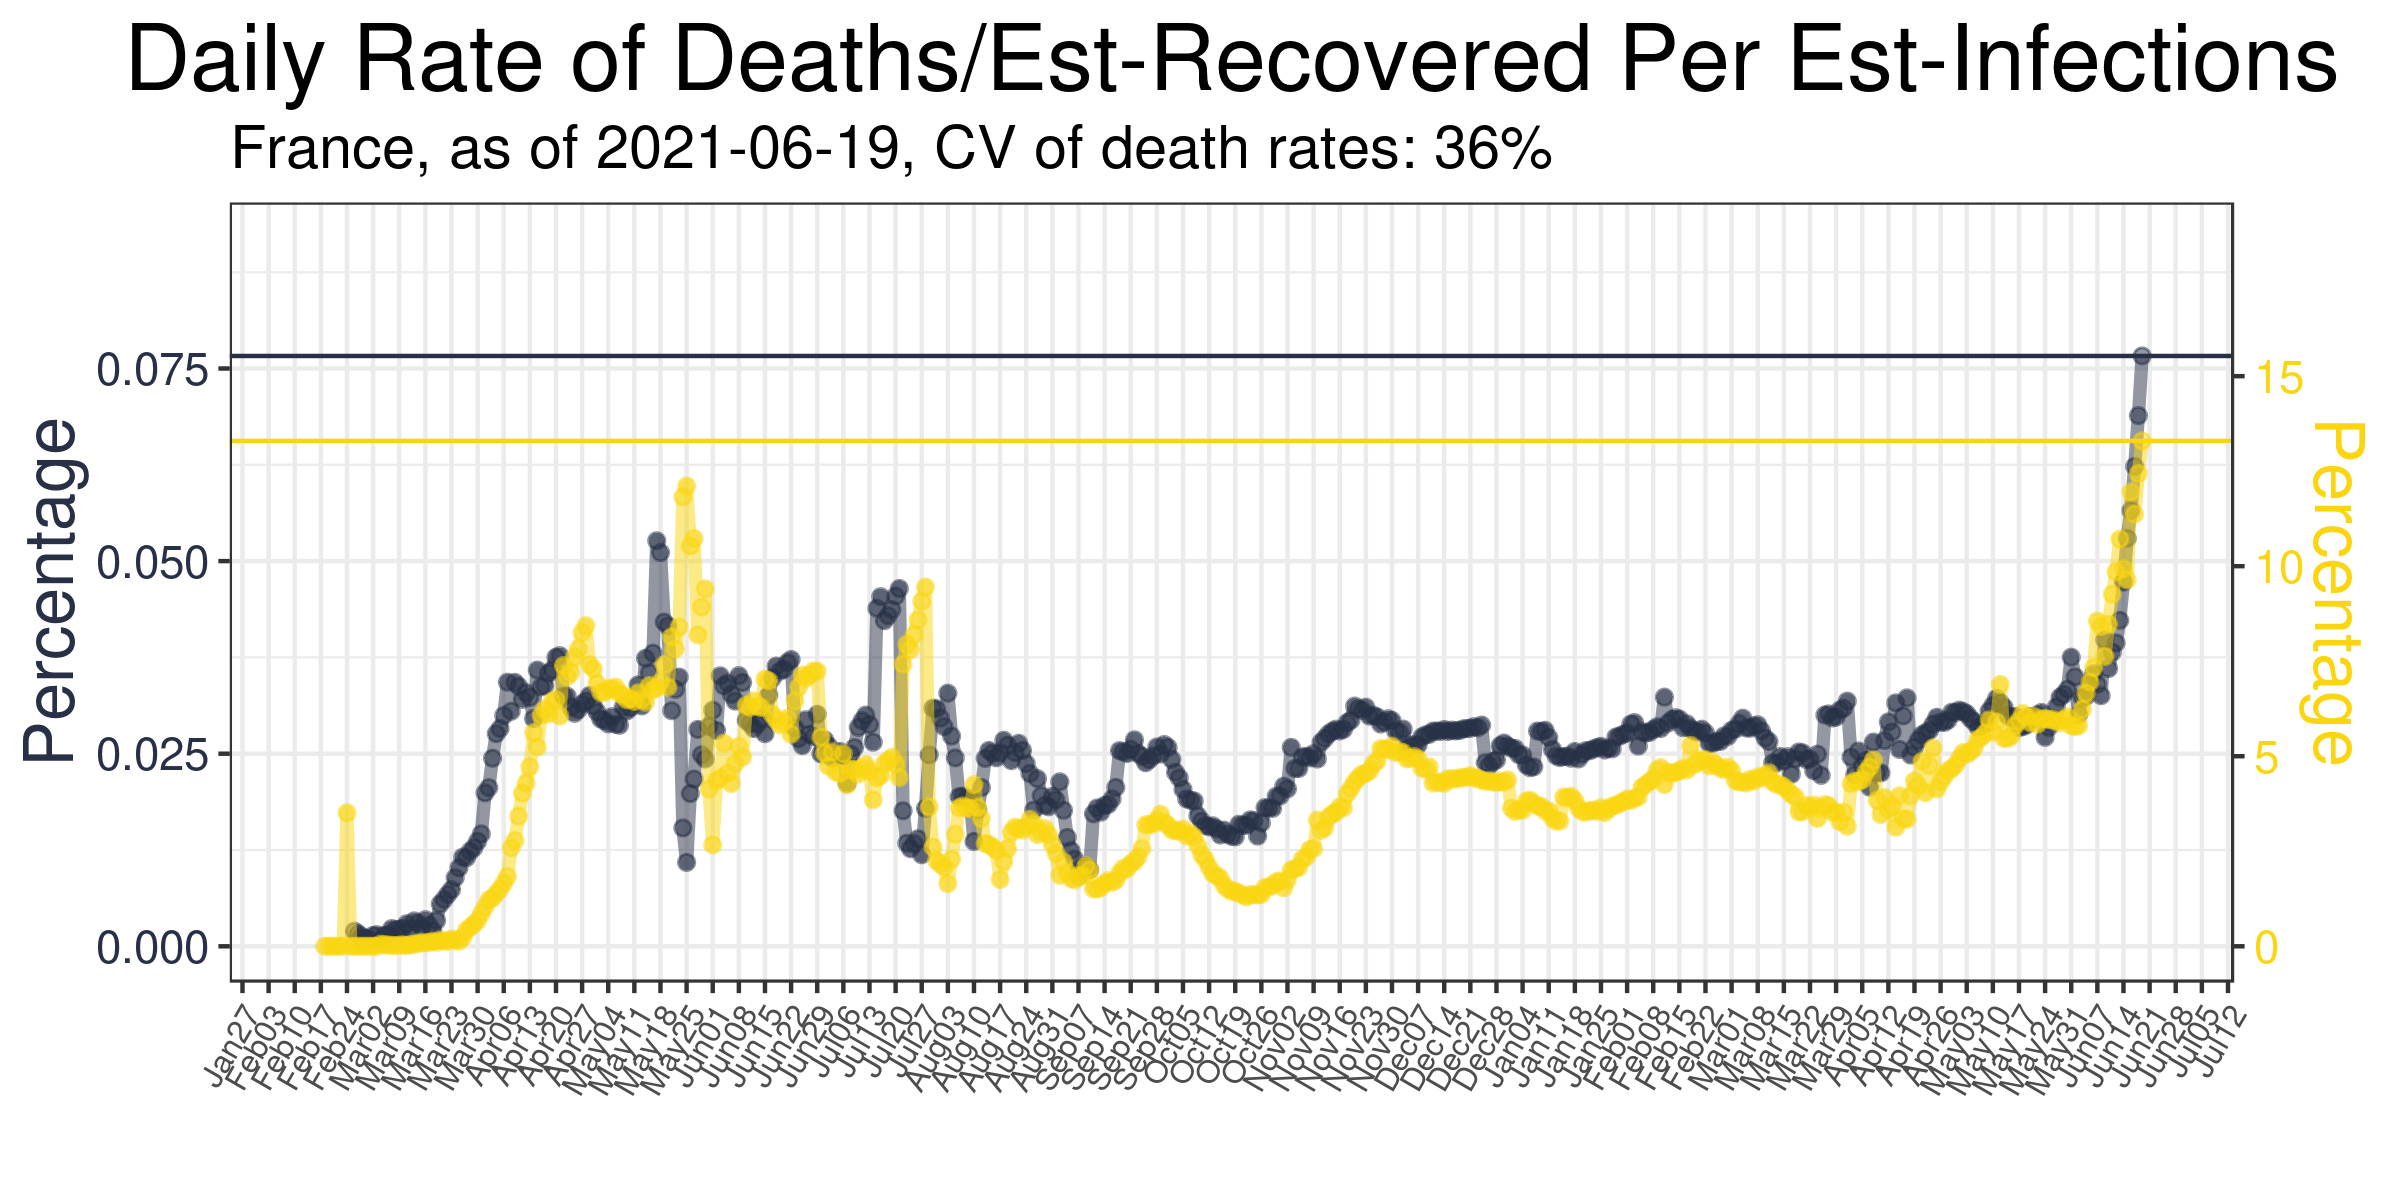 Daily Rate of Deaths/Est-Recovered Per Est-Infections
France, as of 2021-06-19, CV of death rates: 36%
Percentage
0.075
0.050
0.025
0.000
15
10
5
0
Percentage
Jan27
Feb03
Feb10
Feb17
Feb24
Mar02
Mar09
Mar16
Mar23
Mar30
Apr06
Apr13
Apr20
Apr27
May04
May11
May18
May25
Jun01
Jun08
Jun15
Jun22
Jun29
Jul06
Jul13
Jul20
Jul27
Aug03
Aug10
Aug17
Aug24
Aug31
Sep07
Sep14
Sep21
Sep28
Oct05
Oct12
Oct19
Oct26
Nov02
Nov09
Nov16
Nov23
Nov30
Dec07
Dec14
Dec21
Dec28
Jan04
Jan11
Jan18
Jan25
Feb01
Feb08
Feb15
Feb22
Mar01
Mar08
Mar15
Mar22
Mar29
Apr05
Apr12
Apr19
Apr26
May03
May10
May17
May24
May31
Jun07
Jun14
Jun21
Jun28
Jul05
Jul12